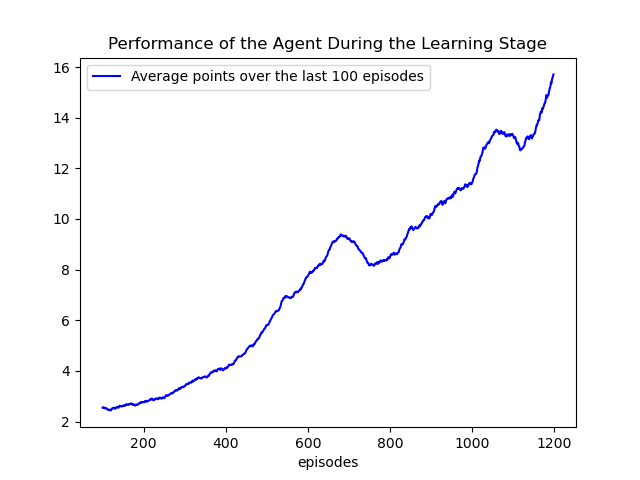 Performance of the Agent During the Learning Stage
Average points over the last 100 episodes
16
14
12
10
8
6
4
2
200 400 600 800 1000 1200
episodes